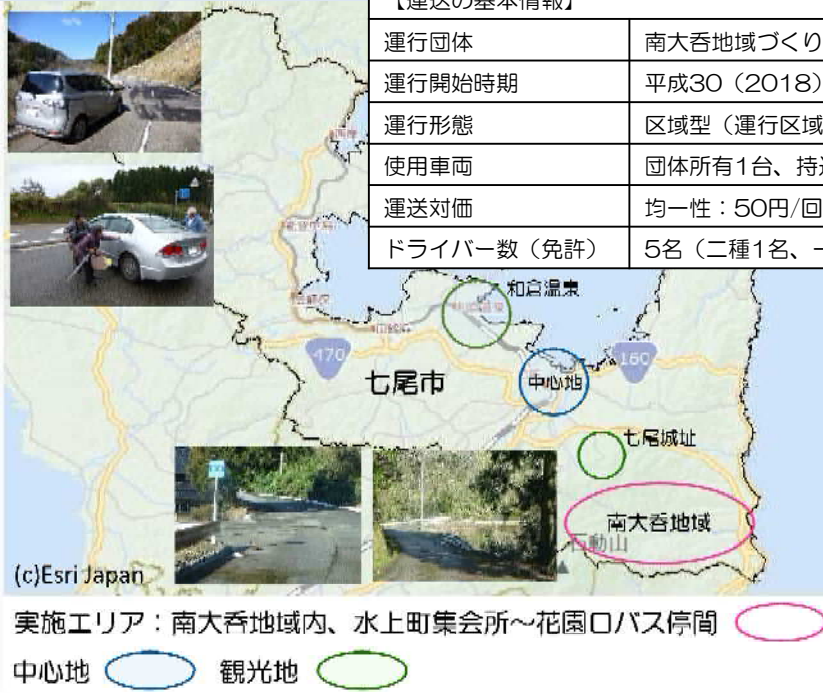 【運送の基本情報】
運行団体 南大呑地域づくり
運行開始時期 平成30（2018）
運行形態 区域型（運行区域
使用車両 団体所有1台、持
運送対価 均一性：50円/回
ドライバー数（免許） 5名（二種1名、一
和倉温泉
470
160
七尾市
中心地
七尾城址
南大呑地域
石動山
(c)Esri Japan
実施エリア：南大呑地域内、水上町集会所～花園口バス停間
中心地 観光地